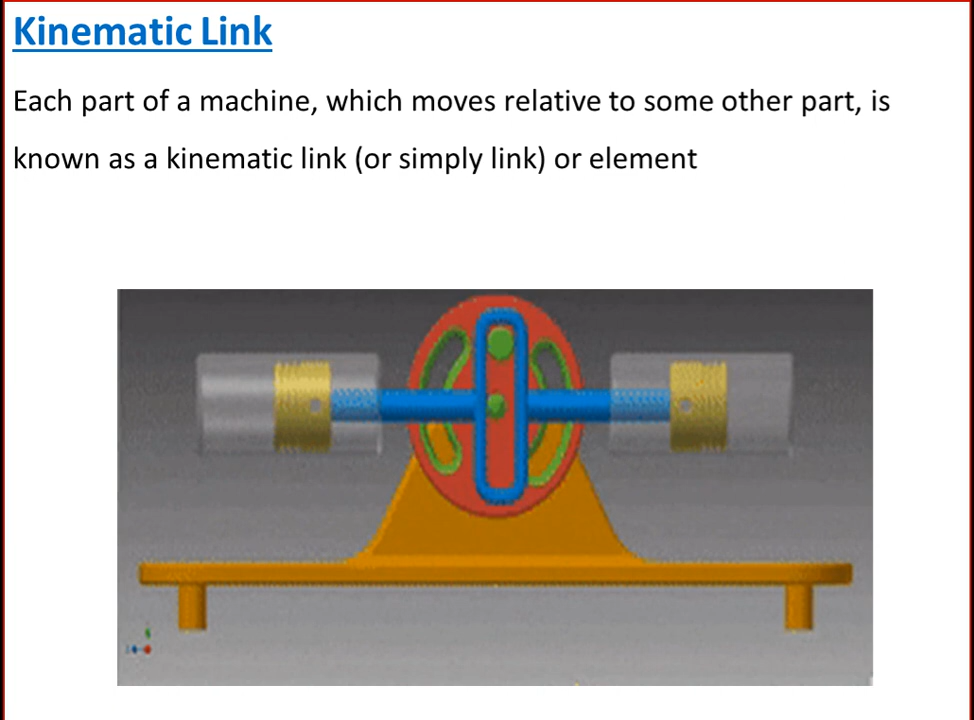 Kinematic Link
Each part of a machine, which moves relative to some other part, is
known as a kinematic link (or simply link) or element